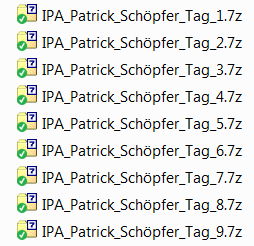 IPA_Patrick_Schöpfer_Tag_1.7z
IPA_Patrick_Schöpfer_Tag_2.7z
IPA_Patrick_Schöpfer_Tag_3.7z
IPA_Patrick_Schöpfer_Tag_4.7z
IPA_Patrick_Schöpfer_Tag_5.7z
IPA_Patrick_Schöpfer_Tag_6.7z
IPA_Patrick_Schöpfer_Tag_7.7z
IPA_Patrick_Schöpfer_Tag_8.7z
IPA_Patrick_Schöpfer_Tag_9.7z